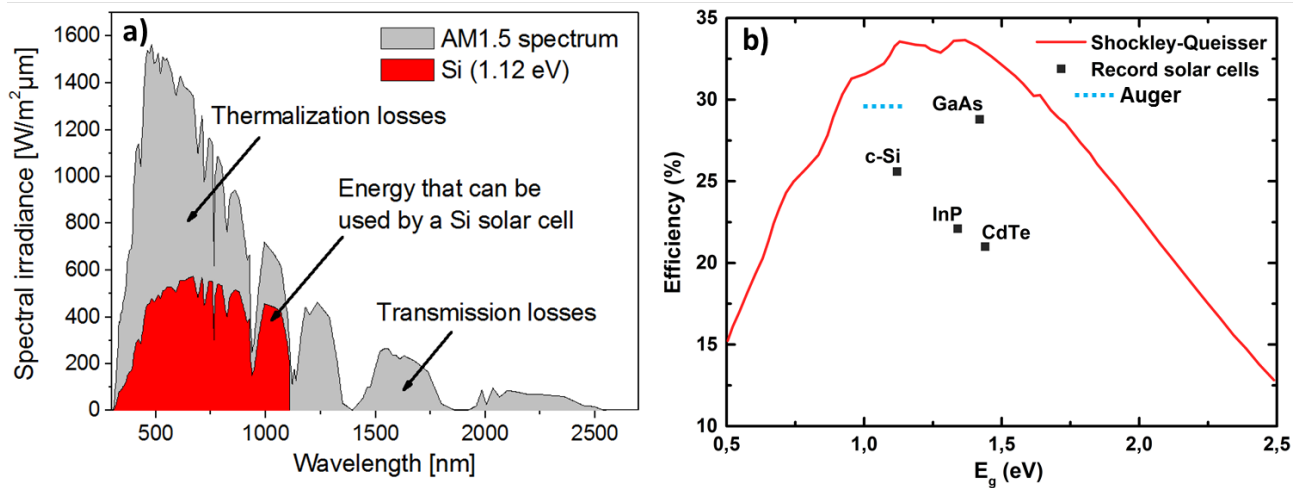 a)
AM1.5 spectrum
Si (1.12 eV)
Thermalization losses
Energy that can be
used by a Si solar cell
Transmission losses
Spectral irradiance [W/m²µm]
1600
1400
1200
1000
800
600
400
200
0
500
1000
1500
2000
2500
Wavelength [nm]
b)
Shockley-Queisser
Record solar cells
Auger
GaAs
c-Si
InP
CdTe
Efficiency (%)
35
30
25
20
15
10
0,5
1,0
1,5
2,0
2,5
E_g (eV)